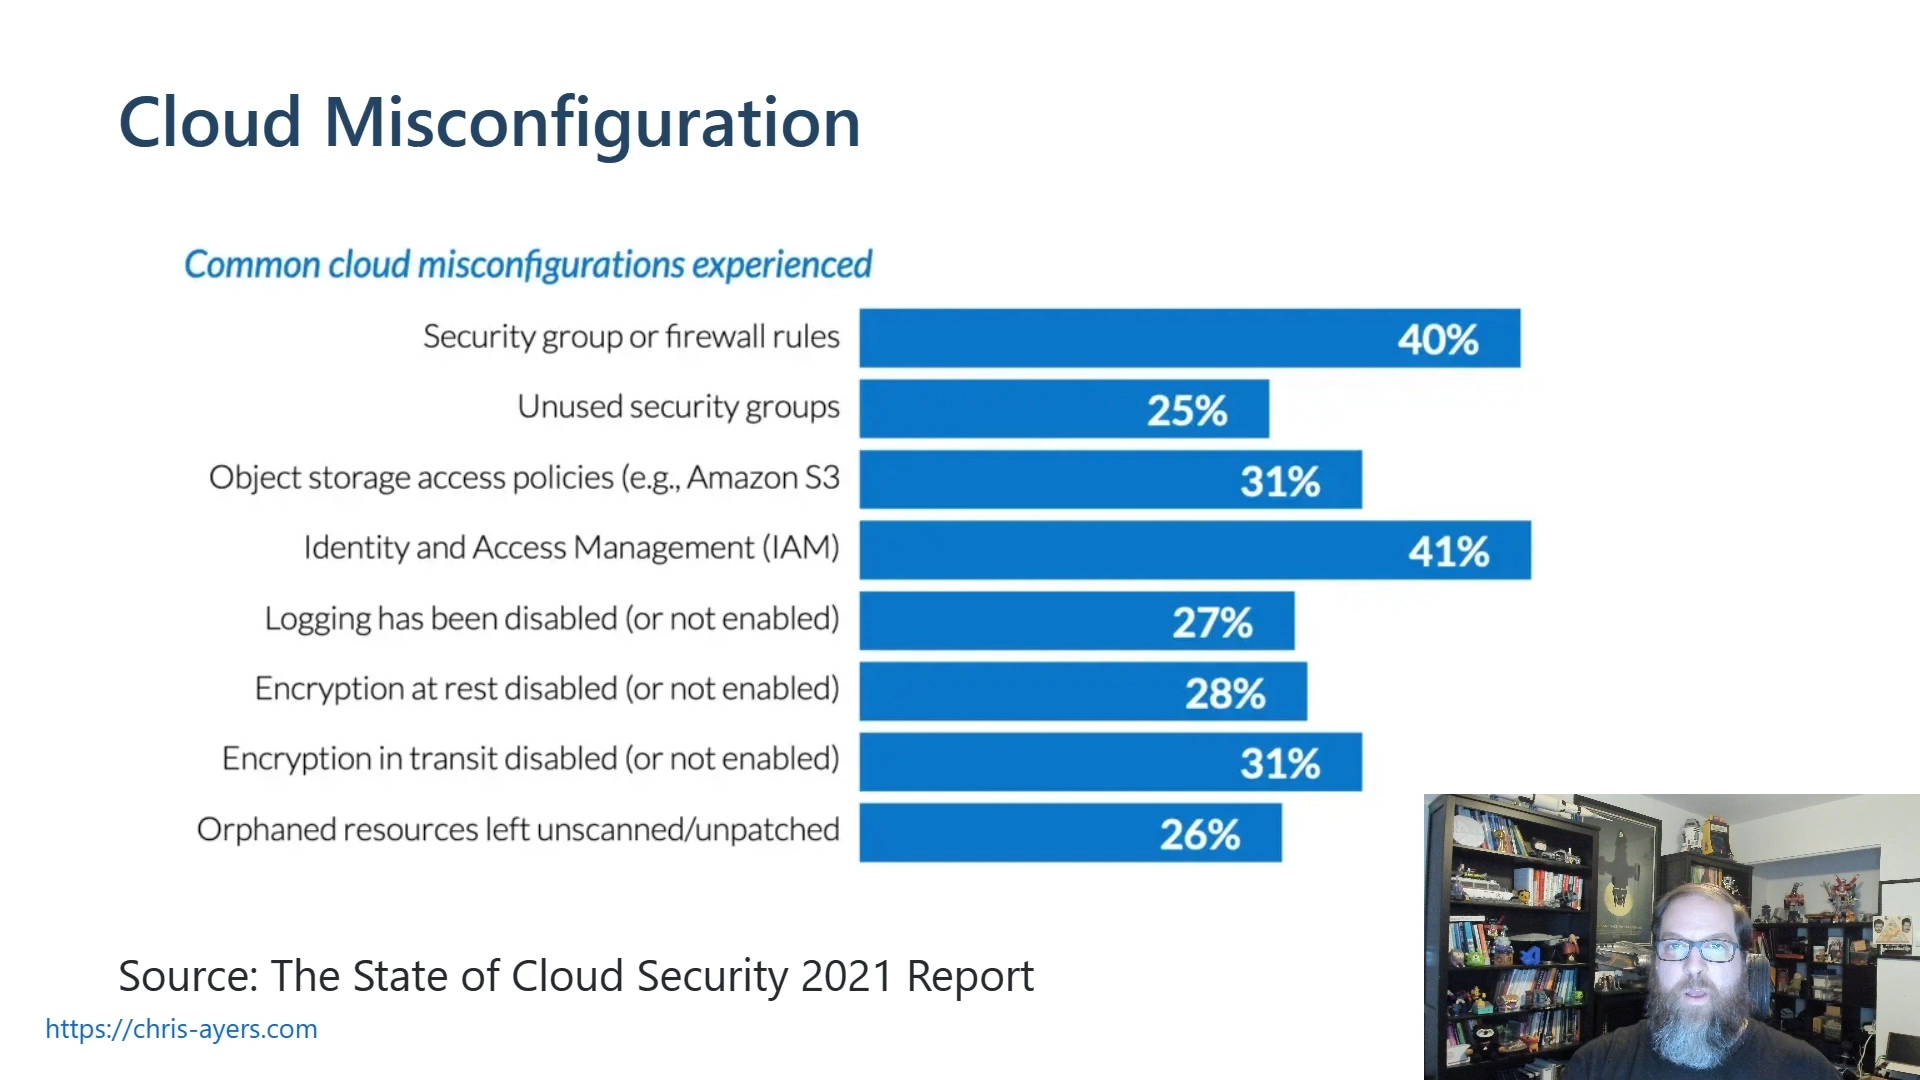 Cloud Misconfiguration
Common cloud misconfigurations experienced
Security group or firewall rules 40%
Unused security groups 25%
Object storage access policies (e.g., Amazon S3 31%
Identity and Access Management (IAM) 41%
Logging has been disabled (or not enabled) 27%
Encryption at rest disabled (or not enabled) 28%
Encryption in transit disabled (or not enabled) 31%
Orphaned resources left unscanned/unpatched 26%
Source: The State of Cloud Security 2021 Report
https://chris-ayers.com